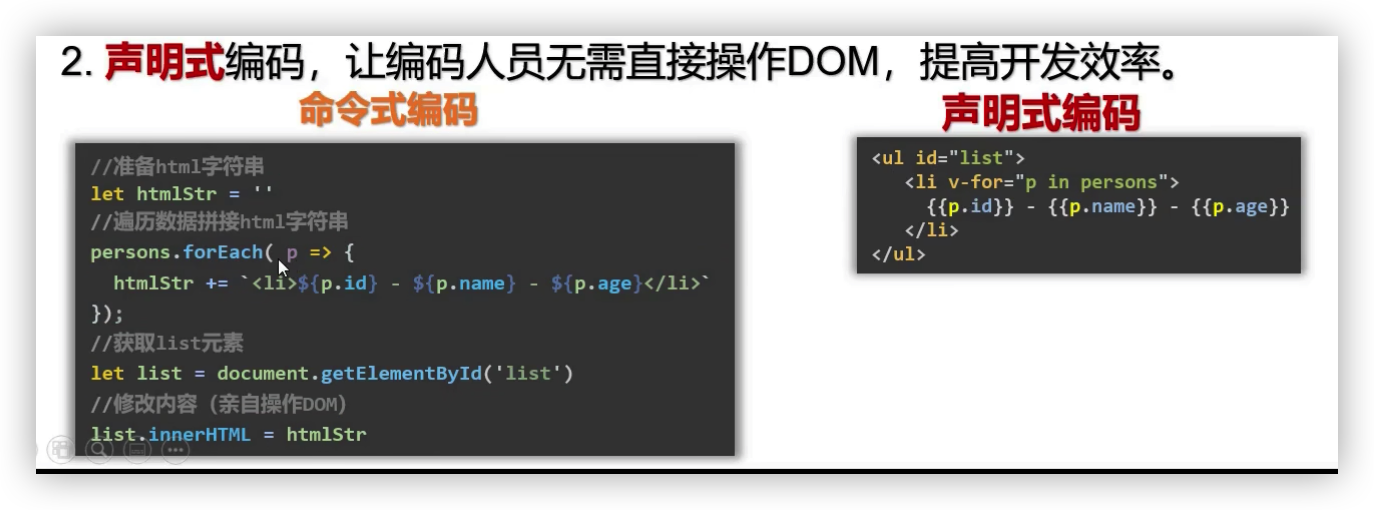 2. 声明式编码，让编码人员无需直接操作DOM，提高开发效率。
命令式编码
//准备html字符串
let htmlStr = ''
//遍历数据拼接html字符串
persons.forEach( p => {
htmlStr += `<li>${p.id} - ${p.name} - ${p.age}</li>`
});
//获取list元素
let list = document.getElementById('list')
//修改内容（亲自操作DOM）
list.innerHTML = htmlStr
声明式编码
<ul id="list">
<li v-for="p in persons">
{{p.id}} - {{p.name}} - {{p.age}}
</li>
</ul>